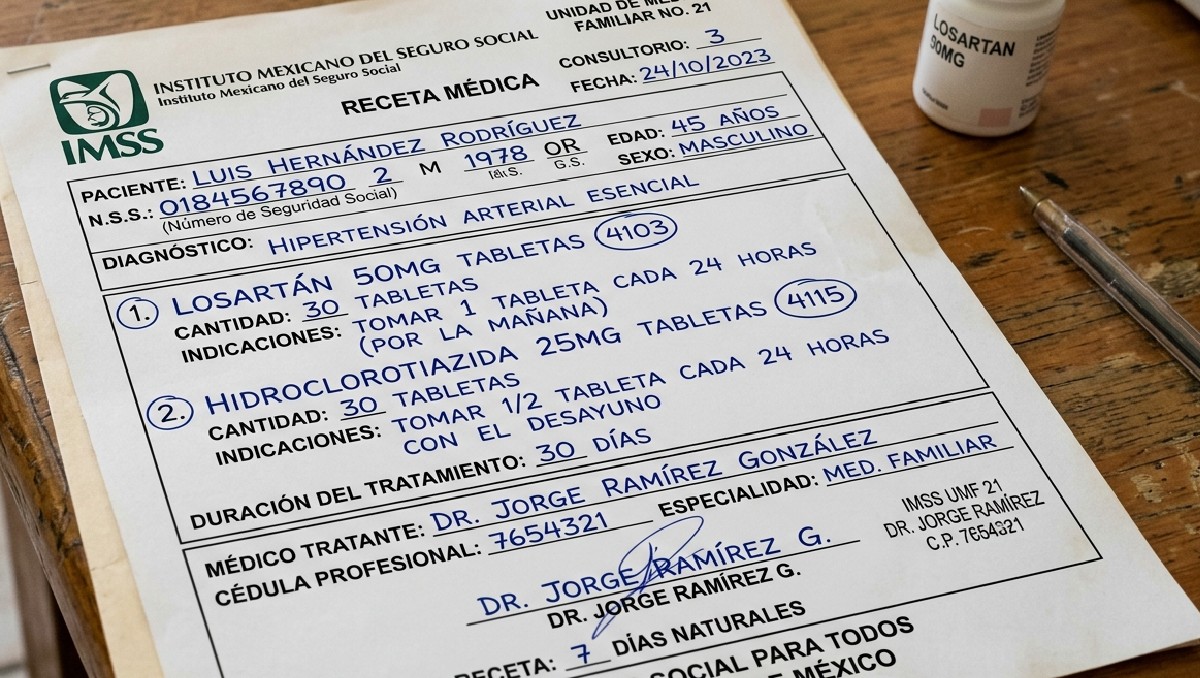 UNIDAD DE
FAMILIAR NO. 21
INSTITUTO MEXICANO DEL SEGURO SOCIAL
Instituto Mexicano del Seguro Social
IMSS
RECETA MÉDICA
CONSULTORIO: 3
FECHA: 24/10/2023
PACIENTE: LUIS HERNÁNDEZ RODRÍGUEZ
EDAD: 45 AÑOS
N.S.S.: 0184567890 2 M 1978 OR
SEXO: MASCULINO
(Número de Seguridad Social)
G.S.
DIAGNÓSTICO: HIPERTENSIÓN ARTERIAL ESENCIAL
1. LOSARTÁN 50MG TABLETAS 4103
CANTIDAD: 30 TABLETAS
INDICACIONES: TOMAR 1 TABLETA CADA 24 HORAS
(POR LA MAÑANA)
2. HIDROCLOROTIAZIDA 25MG TABLETAS 4115
CANTIDAD: 30 TABLETAS
INDICACIONES: TOMAR 1/2 TABLETA CADA 24 HORAS
CON EL DESAYUNO
DURACIÓN DEL TRATAMIENTO: 30 DÍAS
MÉDICO TRATANTE: DR. JORGE RAMÍREZ GONZÁLEZ
CÉDULA PROFESIONAL: 7654321 ESPECIALIDAD: MED. FAMILIAR
DR. JORGE RAMÍREZ G.
DR. JORGE RAMÍREZ G.
IMSS UMF 21
DR. JORGE RAMÍREZ
C.P. 7654321
RECETA: 7 DÍAS NATURALES
SOCIAL PARA TODOS
MÉXICO
LOSARTAN
90MG